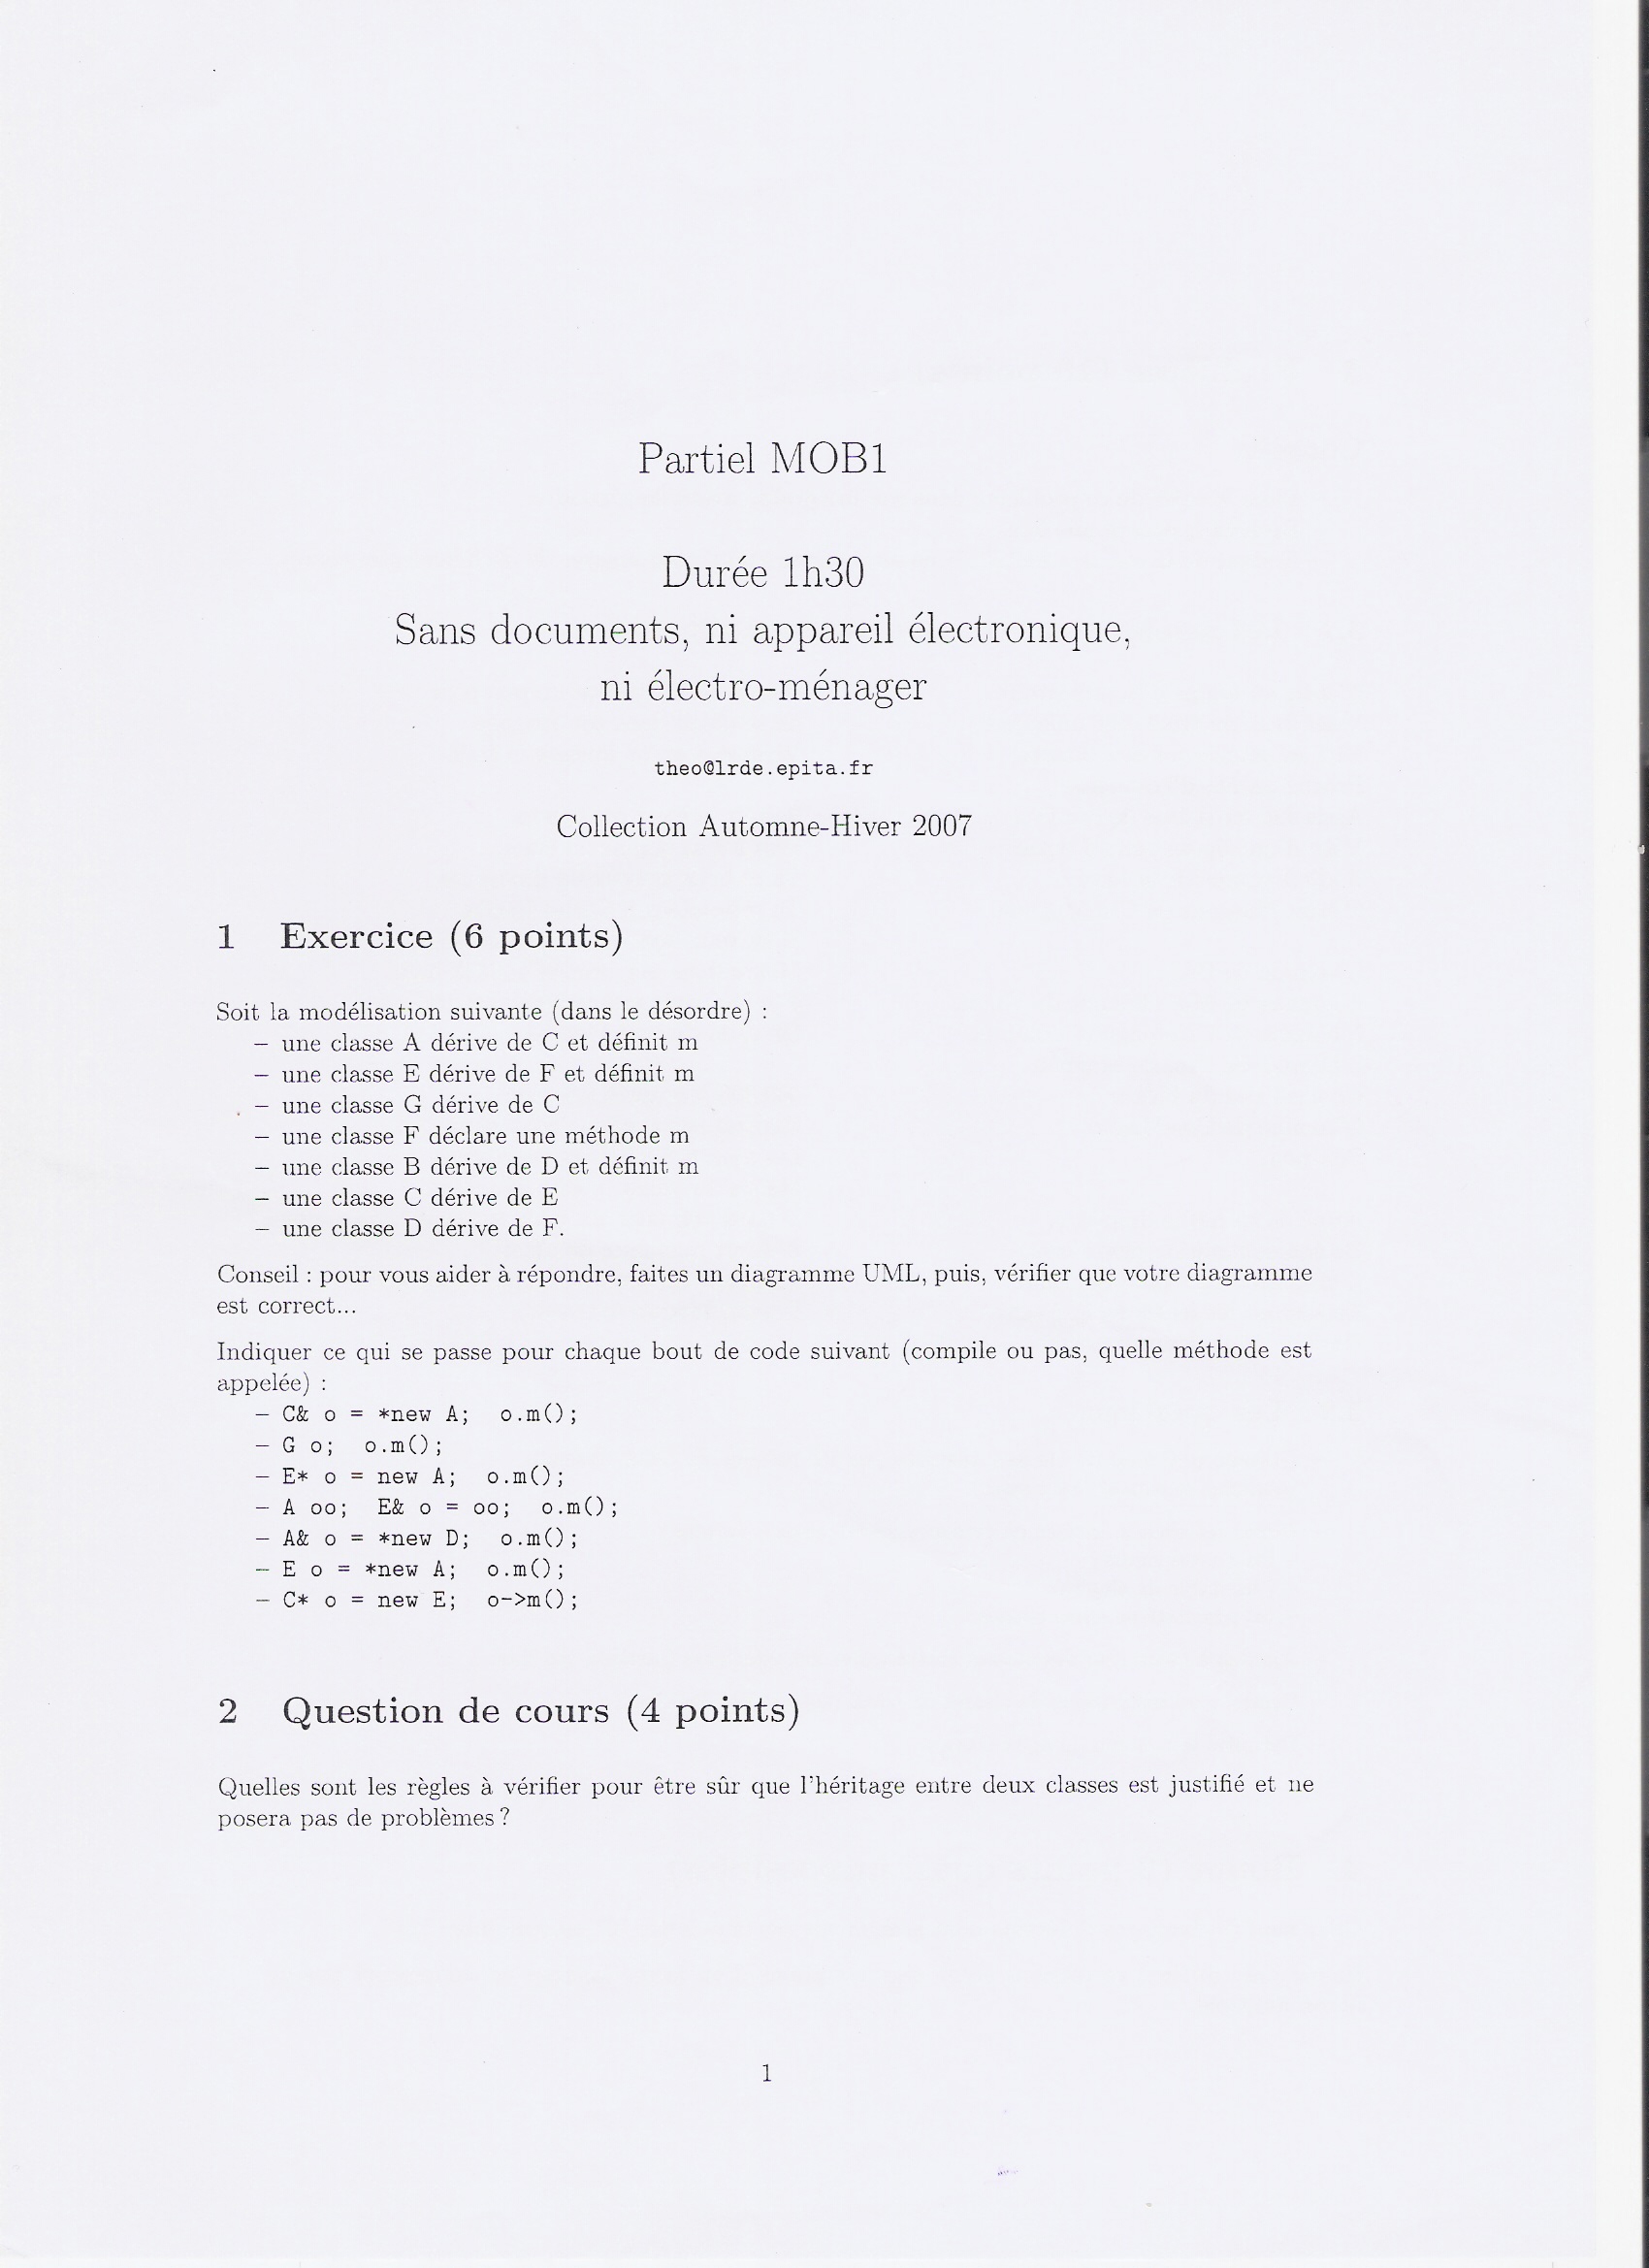 Partiel MOB1
Durée 1h30
Sans documents, ni appareil électronique,
ni électro-ménager
theo@lrde.epita.fr
Collection Automne-Hiver 2007
1 Exercice (6 points)
Soit la modélisation suivante (dans le désordre) :
– une classe A dérive de C et définit m
– une classe E dérive de F et définit m
– une classe G dérive de C
– une classe F déclare une méthode m
– une classe B dérive de D et définit m
– une classe C dérive de E
– une classe D dérive de F.
Conseil : pour vous aider à répondre, faites un diagramme UML, puis, vérifier que votre diagramme
est correct...
Indiquer ce qui se passe pour chaque bout de code suivant (compile ou pas, quelle méthode est
appelée) :
– C& o = *new A; o.m();
– G o; o.m();
– E* o = new A; o.m();
– A oo; E& o = oo; o.m();
– A& o = *new D; o.m();
– E o = *new A; o.m();
– C* o = new E; o->m();
2 Question de cours (4 points)
Quelles sont les règles à vérifier pour être sûr que l'héritage entre deux classes est justifié et ne
posera pas de problèmes ?
1